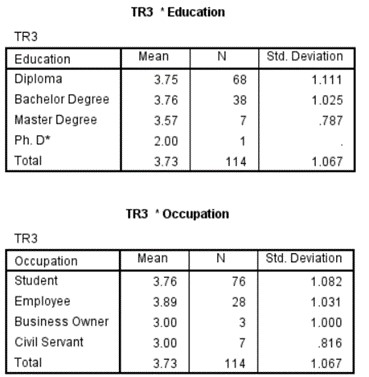 TR3 * Education
TR3
Education Mean N Std. Deviation
Diploma 3.75 68 1.111
Bachelor Degree 3.76 38 1.025
Master Degree 3.57 7 .787
Ph. D* 2.00 1 .
Total 3.73 114 1.067
TR3 * Occupation
TR3
Occupation Mean N Std. Deviation
Student 3.76 76 1.082
Employee 3.89 28 1.031
Business Owner 3.00 3 1.000
Civil Servant 3.00 7 .816
Total 3.73 114 1.067